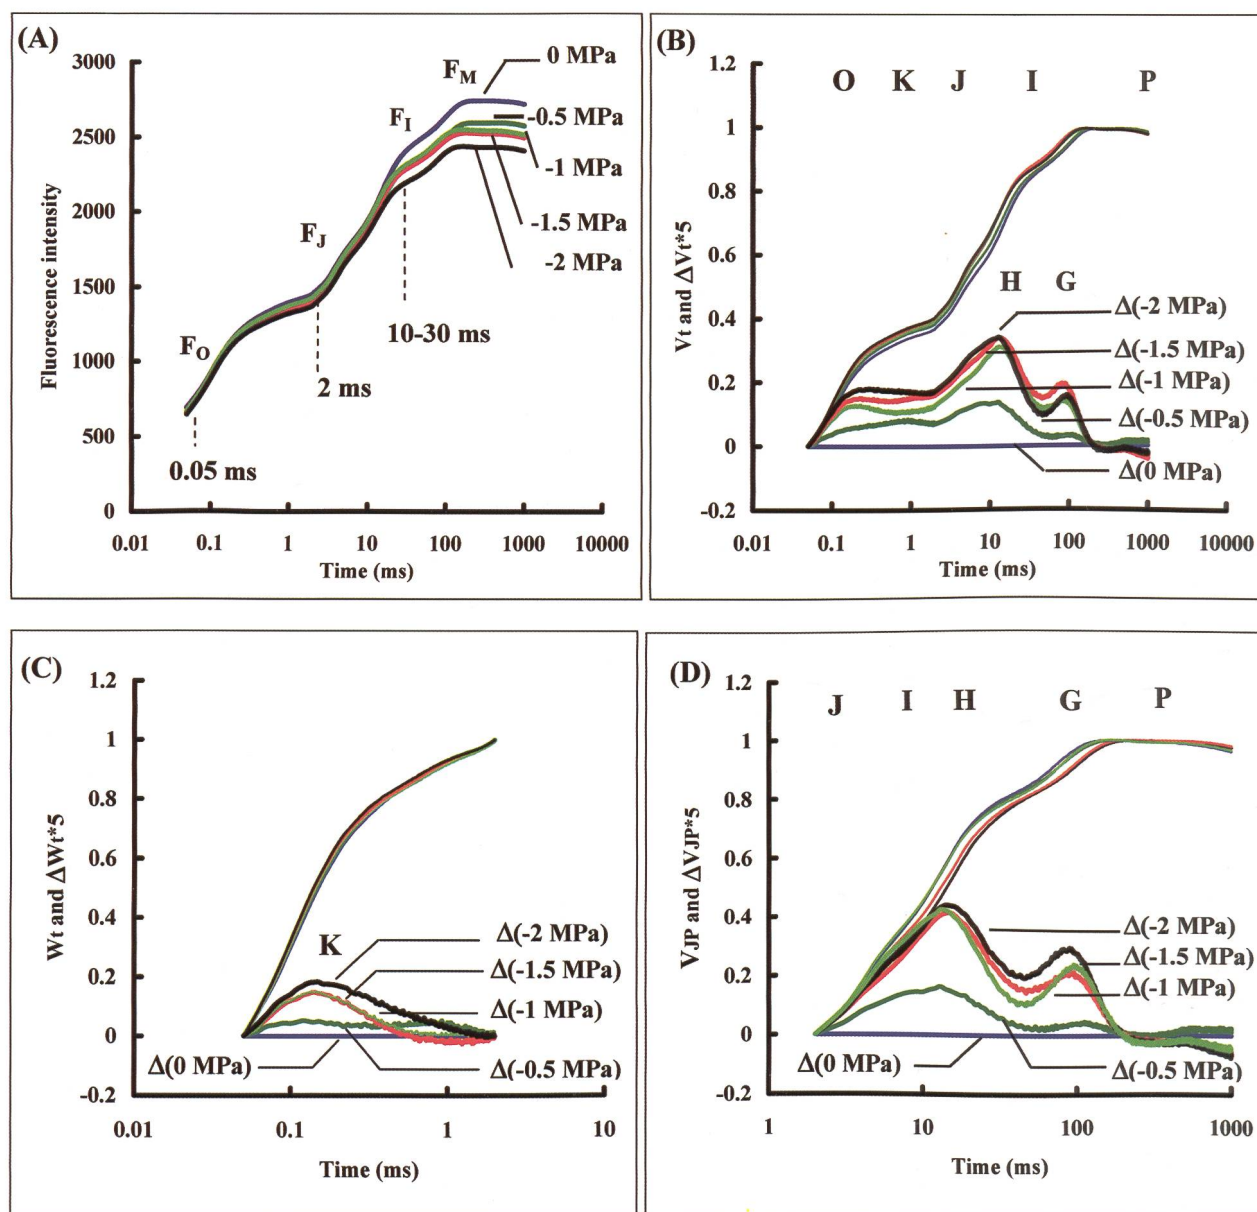 (A)
3000
2500
2000
1500
1000
500
0
Fluorescence intensity
F_O
F_J
F_I
F_M
0 MPa
-0.5 MPa
-1 MPa
-1.5 MPa
-2 MPa
0.05 ms
2 ms
10-30 ms
0.01 0.1 1 10 100 1000 10000
Time (ms)
(B)
1.2
1
0.8
0.6
0.4
0.2
0
-0.2
Vt and ΔVt*5
O K J I P
H G
Δ(-2 MPa)
Δ(-1.5 MPa)
Δ(-1 MPa)
Δ(-0.5 MPa)
Δ(0 MPa)
0.01 0.1 1 10 100 1000 10000
Time (ms)
(C)
1.2
1
0.8
0.6
0.4
0.2
0
-0.2
Wt and ΔWt*5
K
Δ(-2 MPa)
Δ(-1.5 MPa)
Δ(-1 MPa)
Δ(0 MPa)
Δ(-0.5 MPa)
0.01 0.1 1 10
Time (ms)
(D)
1.2
1
0.8
0.6
0.4
0.2
0
-0.2
V_JP and ΔV_JP*5
J I H G P
Δ(-2 MPa)
Δ(-1.5 MPa)
Δ(-1 MPa)
Δ(0 MPa)
Δ(-0.5 MPa)
1 10 100 1000
Time (ms)